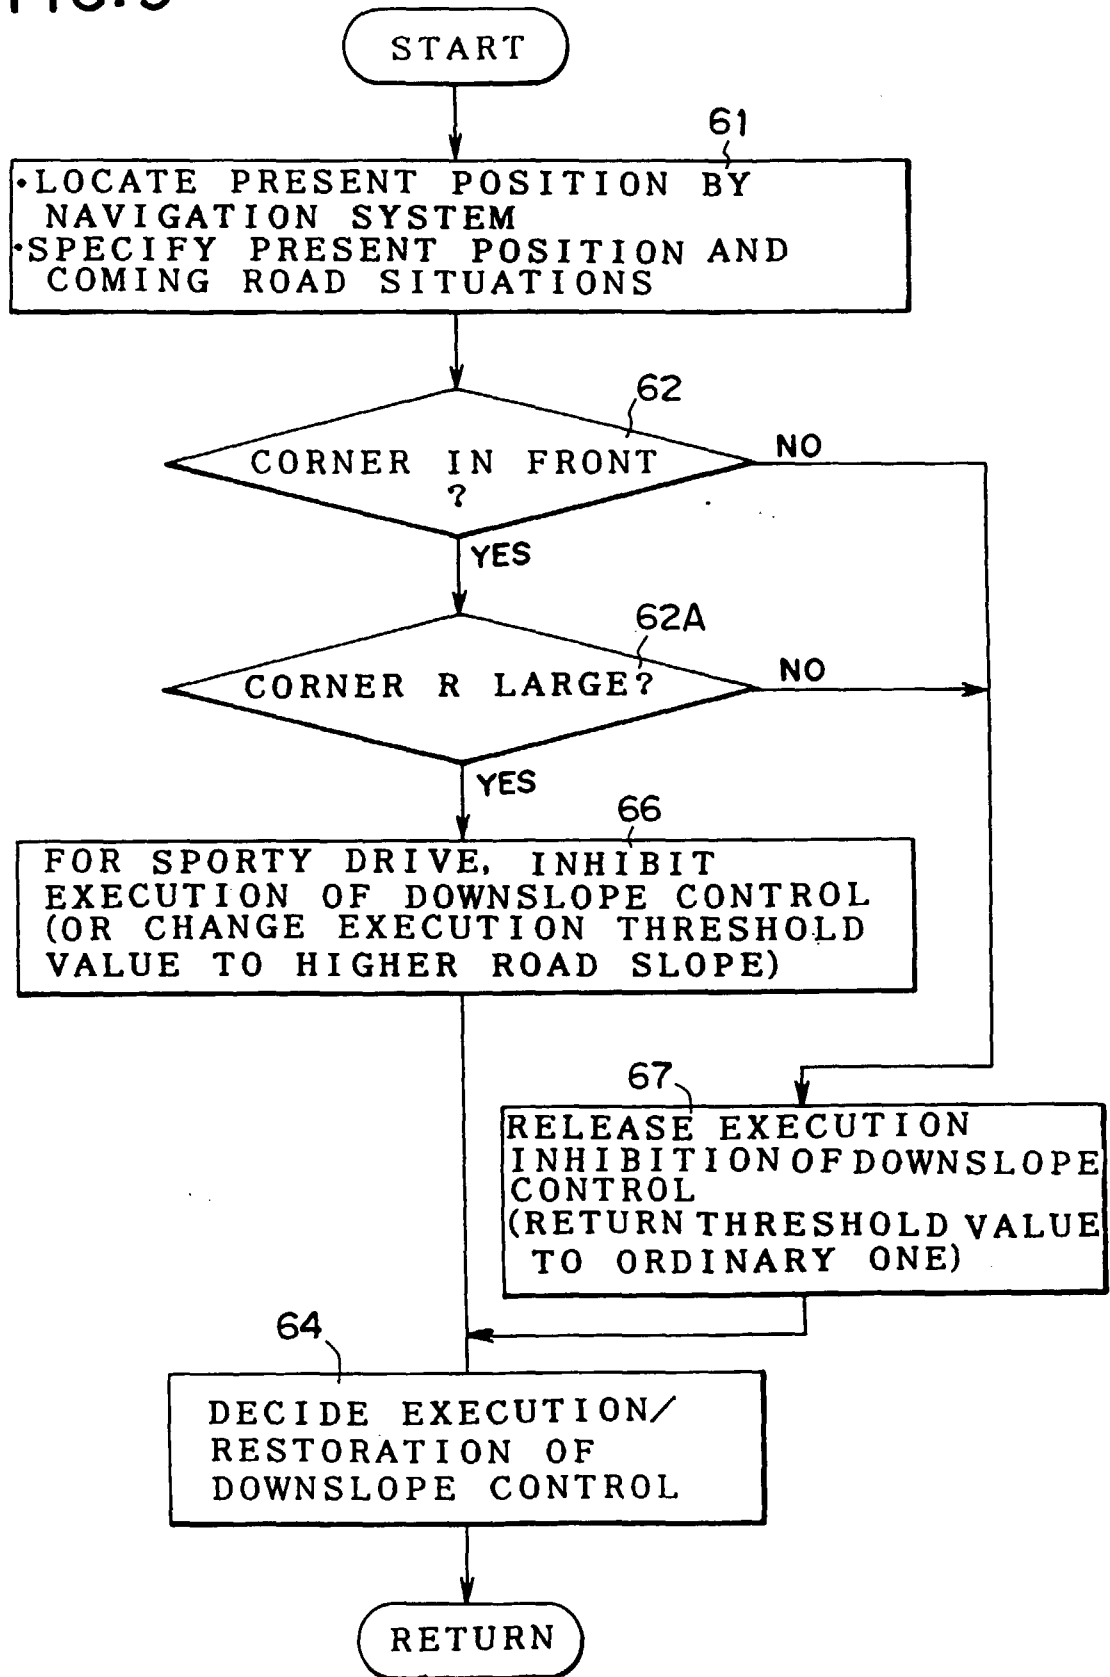 START
61
·LOCATE PRESENT POSITION BY
NAVIGATION SYSTEM
·SPECIFY PRESENT POSITION AND
COMING ROAD SITUATIONS
62
CORNER IN FRONT
?
NO
YES
62A
CORNER R LARGE?
NO
YES
66
FOR SPORTY DRIVE, INHIBIT
EXECUTION OF DOWNSLOPE CONTROL
(OR CHANGE EXECUTION THRESHOLD
VALUE TO HIGHER ROAD SLOPE)
67
RELEASE EXECUTION
INHIBITION OF DOWNSLOPE
CONTROL
(RETURN THRESHOLD VALUE
TO ORDINARY ONE)
64
DECIDE EXECUTION/
RESTORATION OF
DOWNSLOPE CONTROL
RETURN